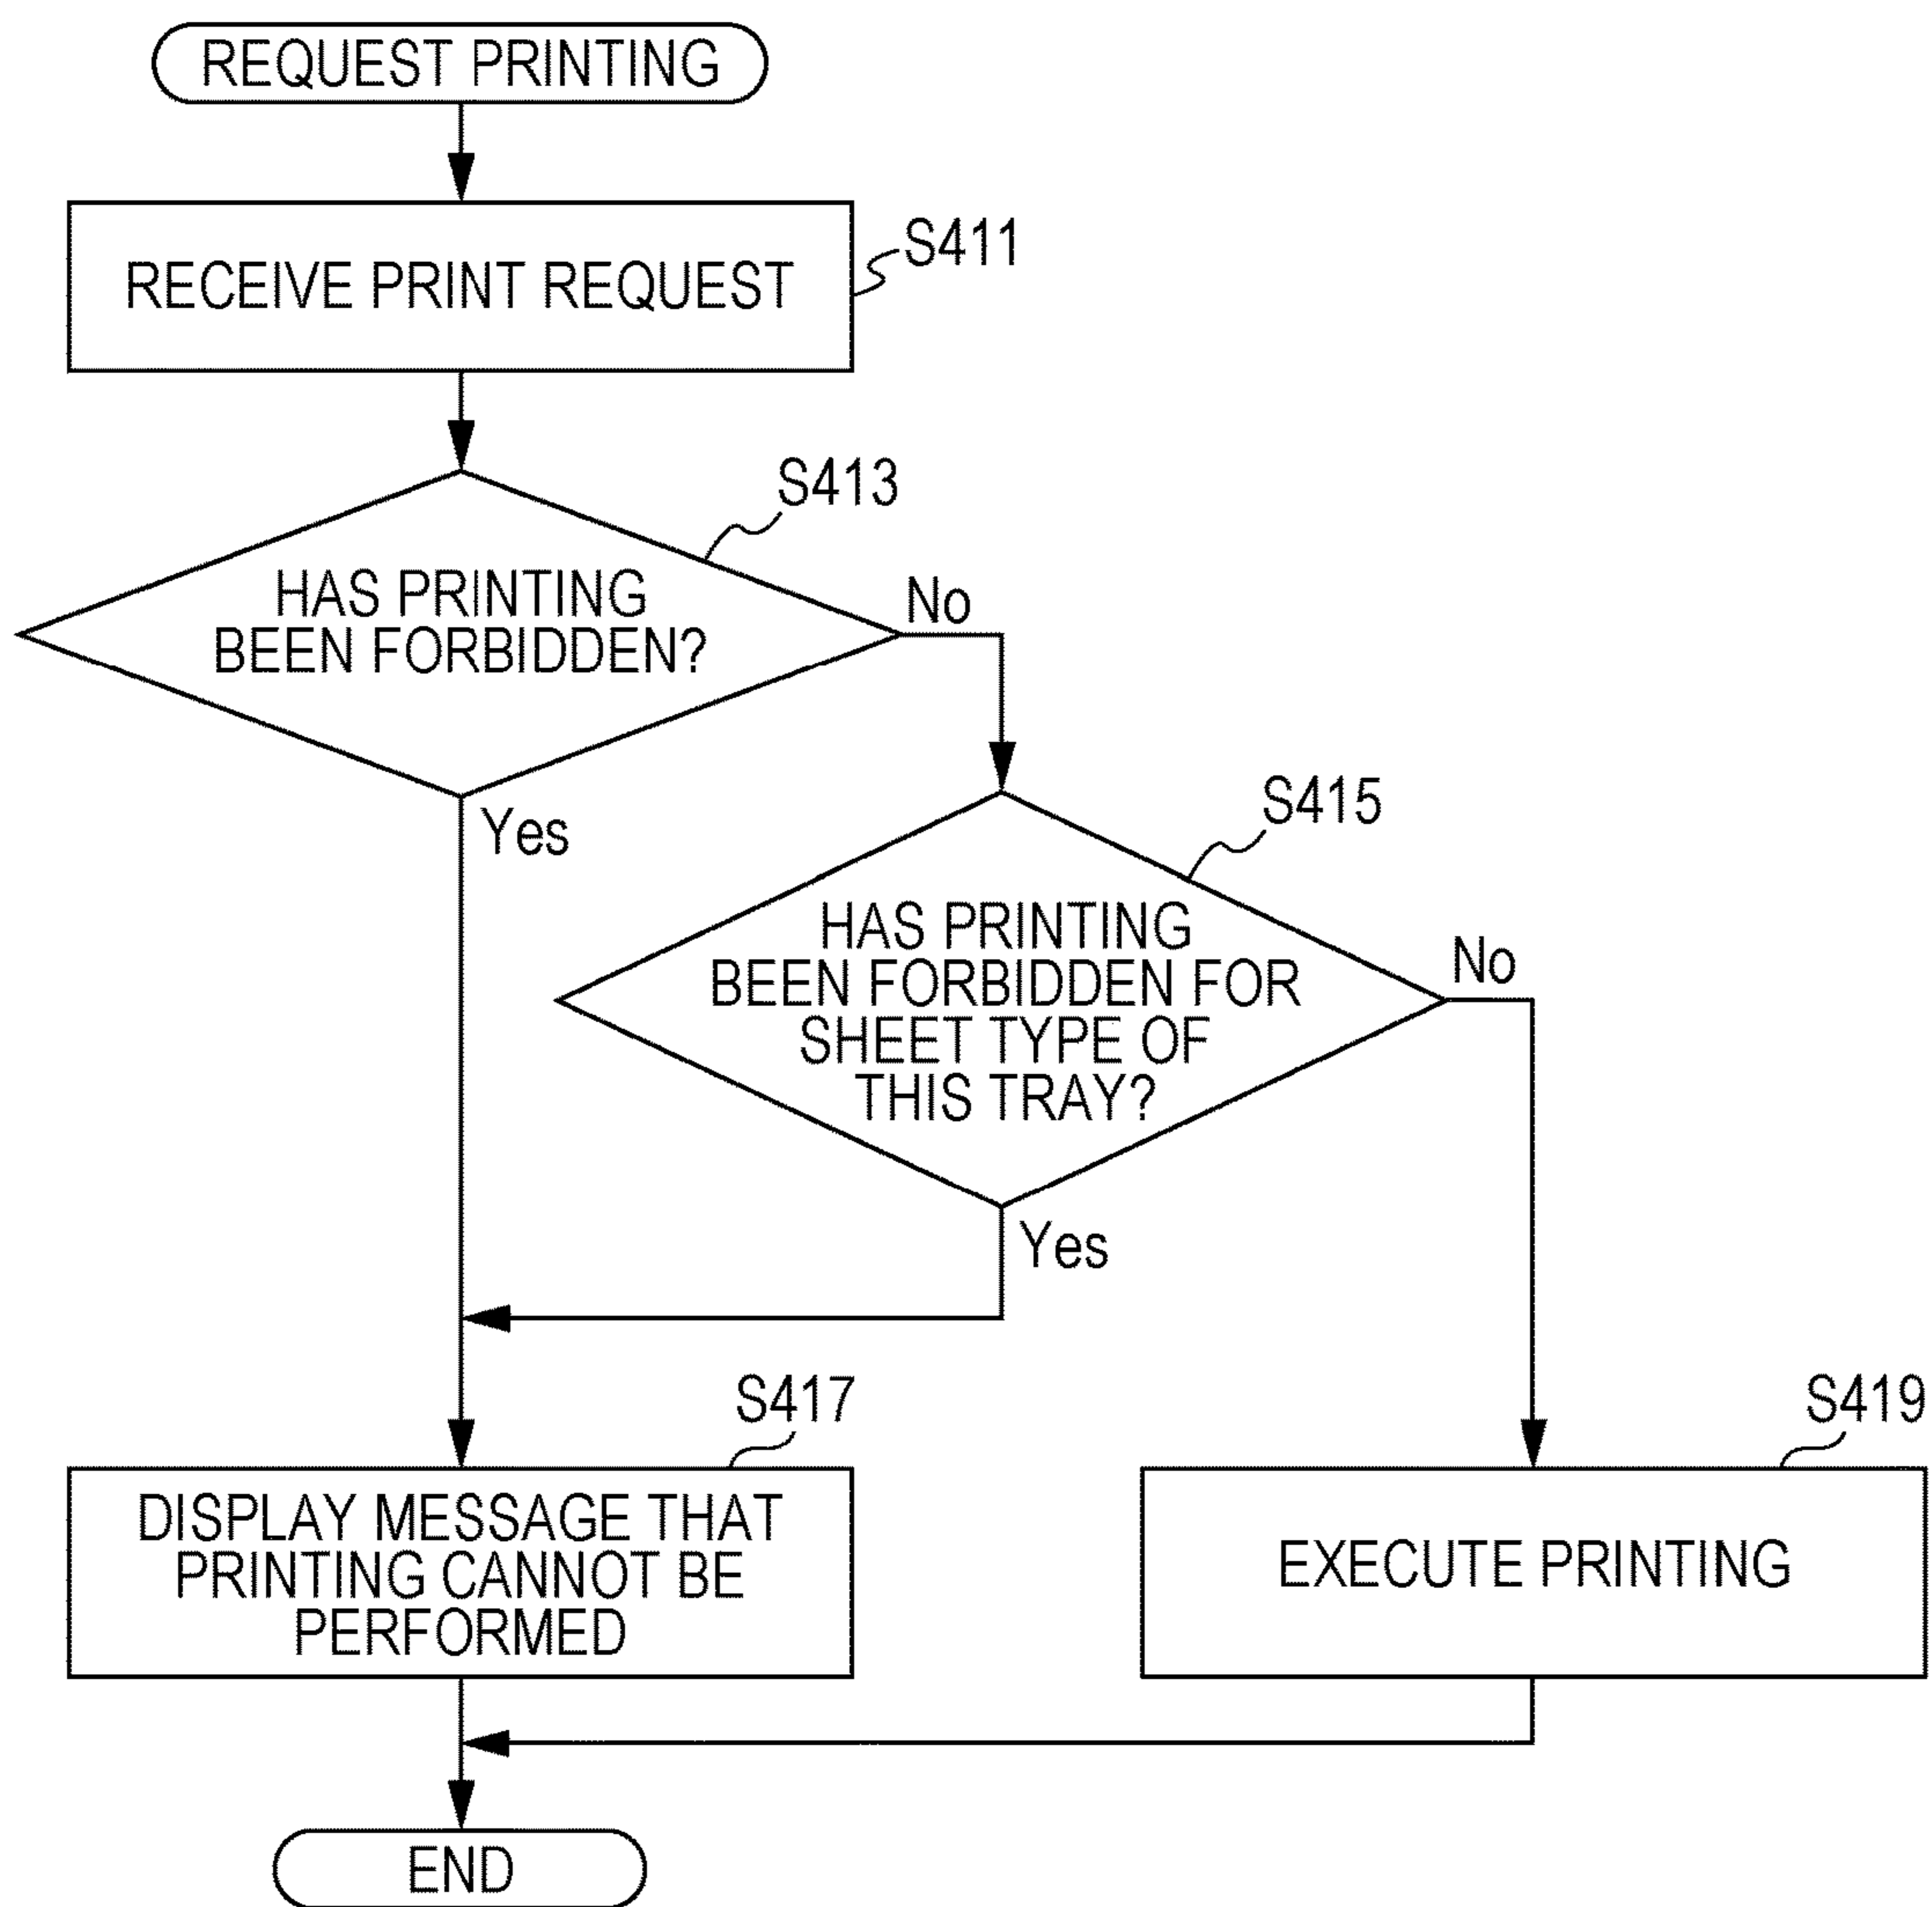 REQUEST PRINTING
S411
RECEIVE PRINT REQUEST
S413
HAS PRINTING
BEEN FORBIDDEN?
No
Yes
S415
HAS PRINTING
BEEN FORBIDDEN FOR
SHEET TYPE OF
THIS TRAY?
No
Yes
S417
DISPLAY MESSAGE THAT
PRINTING CANNOT BE
PERFORMED
S419
EXECUTE PRINTING
END